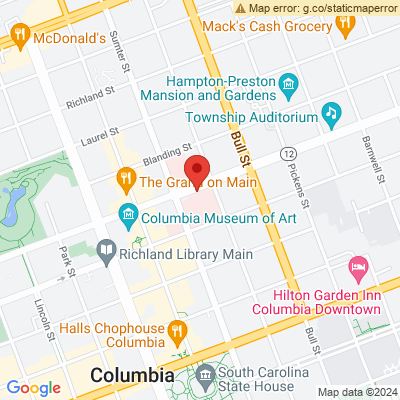 Map error: g.co/staticmaperror
Mack's Cash Grocery
McDonald's
Sumter St
Richland St
Hampton-Preston
Mansion and Gardens
Laurel St
Township Auditorium
Blanding St
Bull St
Barnwell St
12
Pickens St
The Grand on Main
Columbia Museum of Art
Richland Library Main
Park St
Lincoln St
Hilton Garden Inn
Columbia Downtown
Halls Chophouse
Columbia
Bull St
Columbia
South Carolina
State House
Google
Map data ©2024